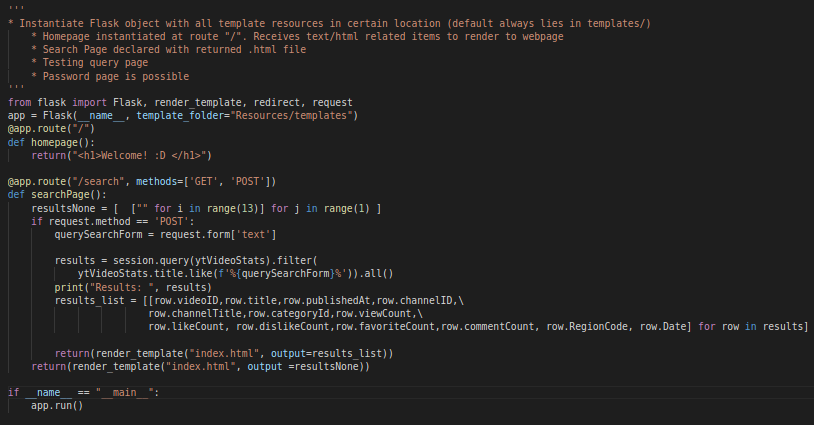 '''
* Instantiate Flask object with all template resources in certain location (default always lies in templates/)
* Homepage instantiated at route "/". Receives text/html related items to render to webpage
* Search Page declared with returned .html file
* Testing query page
* Password page is possible
'''
from flask import Flask, render_template, redirect, request
app = Flask(__name__, template_folder="Resources/templates")
@app.route("/")
def homepage():
return("<h1>Welcome! :D </h1>")
@app.route("/search", methods=['GET', 'POST'])
def searchPage():
resultsNone = [  ["" for i in range(13)] for j in range(1) ]
if request.method == 'POST':
querySearchForm = request.form['text']
results = session.query(ytVideoStats).filter(
ytVideoStats.title.like(f'%{querySearchForm}%')).all()
print("Results: ", results)
results_list = [[row.videoID,row.title,row.publishedAt,row.channelID,\
row.channelTitle,row.categoryId,row.viewCount,\
row.likeCount, row.dislikeCount,row.favoriteCount,row.commentCount, row.RegionCode, row.Date] for row in results]
return(render_template("index.html", output=results_list))
return(render_template("index.html", output =resultsNone))
if __name__ == "__main__":
app.run()